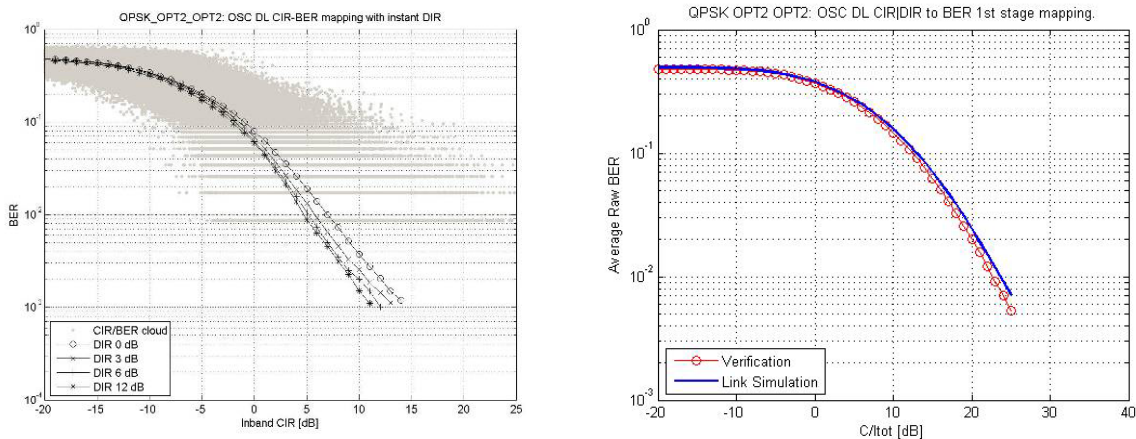 QPSK_OPT2_OPT2: OSC DL CIR-BER mapping with instant DIR
10^0
10^-1
10^-2
10^-3
10^-4
BER
CIR/BER cloud
DIR 0 dB
DIR 3 dB
DIR 6 dB
DIR 12 dB
-20 -15 -10 -5 0 5 10 15 20 25
Inband CIR [dB]
QPSK OPT2 OPT2: OSC DL CIR|DIR to BER 1st stage mapping.
10^0
10^-1
10^-2
10^-3
Average Raw BER
Verification
Link Simulation
-20 -10 0 10 20 30 40
C/Itot [dB]